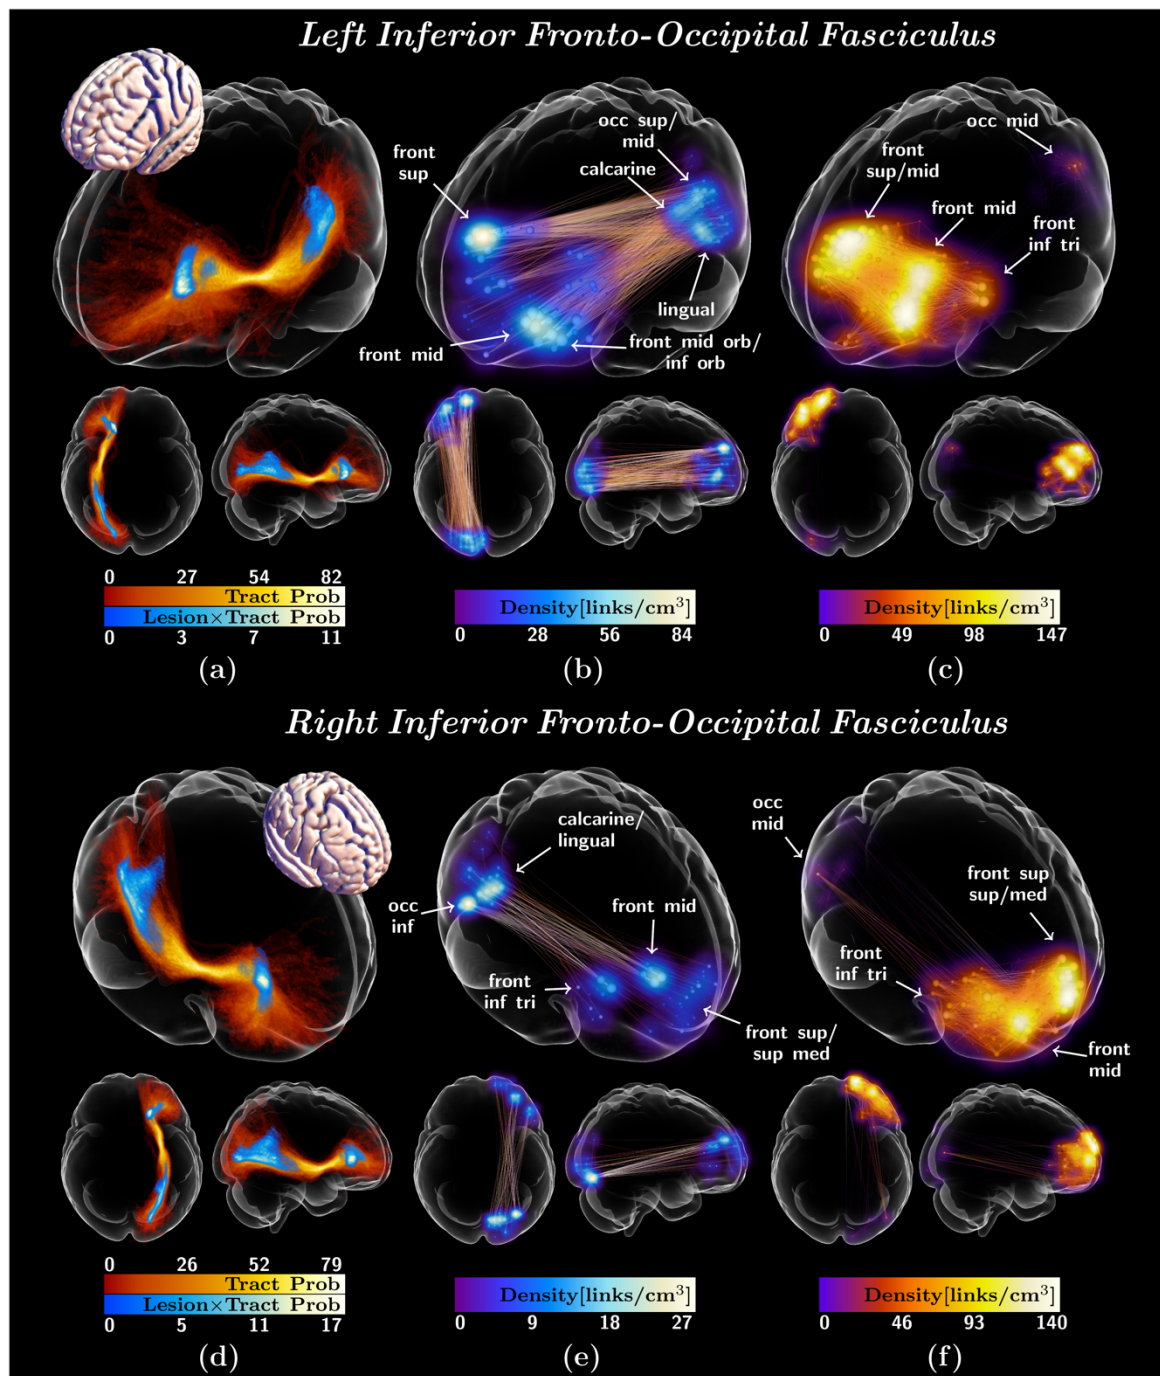 Left Inferior Fronto-Occipital Fasciculus
front
sup
occ sup/
mid
calcarine
lingual
front mid
front mid orb/
inf orb
occ mid
front
sup/mid
front mid
front
inf tri
0 27 54 82
Tract Prob
Lesion×Tract Prob
0 3 7 11
(a)
Density[links/cm³]
0 28 56 84
(b)
Density[links/cm³]
0 49 98 147
(c)
Right Inferior Fronto-Occipital Fasciculus
calcarine/
lingual
occ
inf
front mid
front
inf tri
front sup/
sup med
occ
mid
front sup
sup/med
front
inf tri
front
mid
0 26 52 79
Tract Prob
Lesion×Tract Prob
0 5 11 17
(d)
Density[links/cm³]
0 9 18 27
(e)
Density[links/cm³]
0 46 93 140
(f)